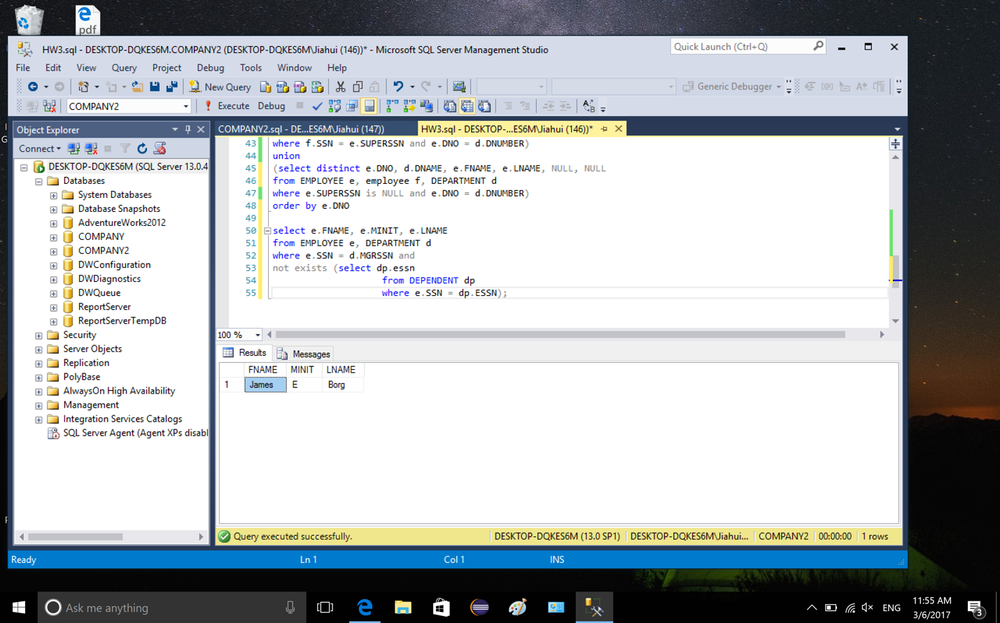 pdf
HW3.sql - DESKTOP-DQKES6M.COMPANY2 (DESKTOP-DQKES6M\Jiahui (146))* - Microsoft SQL Server Management Studio
Quick Launch (Ctrl+Q)
File Edit View Query Project Debug Tools Window Help
New Query
Generic Debugger
COMPANY2
Execute Debug
Object Explorer
COMPANY2.sql - DE...ES6M\Jiahui (147))
HW3.sql - DESKTOP-...ES6M\Jiahui (146))*
Connect
DESKTOP-DQKES6M (SQL Server 13.0.4
Databases
System Databases
Database Snapshots
AdventureWorks2012
COMPANY
COMPANY2
DWConfiguration
DWDiagnostics
DWQueue
ReportServer
ReportServerTempDB
Security
Server Objects
Replication
PolyBase
AlwaysOn High Availability
Management
Integration Services Catalogs
SQL Server Agent (Agent XPs disabl
43 where f.SSN = e.SUPERSSN and e.DNO = d.DNUMBER)
44 union
45 (select distinct e.DNO, d.DNAME, e.FNAME, e.LNAME, NULL, NULL
46 from EMPLOYEE e, employee f, DEPARTMENT d
47 where e.SUPERSSN is NULL and e.DNO = d.DNUMBER)
48 order by e.DNO
49
50 select e.FNAME, e.MINIT, e.LNAME
51 from EMPLOYEE e, DEPARTMENT d
52 where e.SSN = d.MGRSSN and
53 not exists (select dp.essn
54 from DEPENDENT dp
55 where e.SSN = dp.ESSN);
100 %
Results Messages
FNAME MINIT LNAME
1 James E Borg
Query executed successfully.
DESKTOP-DQKES6M (13.0 SP1) DESKTOP-DQKES6M\Jiahui... COMPANY2 00:00:00 1 rows
Ready Ln 1 Col 1 INS
Ask me anything
ENG
11:55 AM
3/6/2017
3